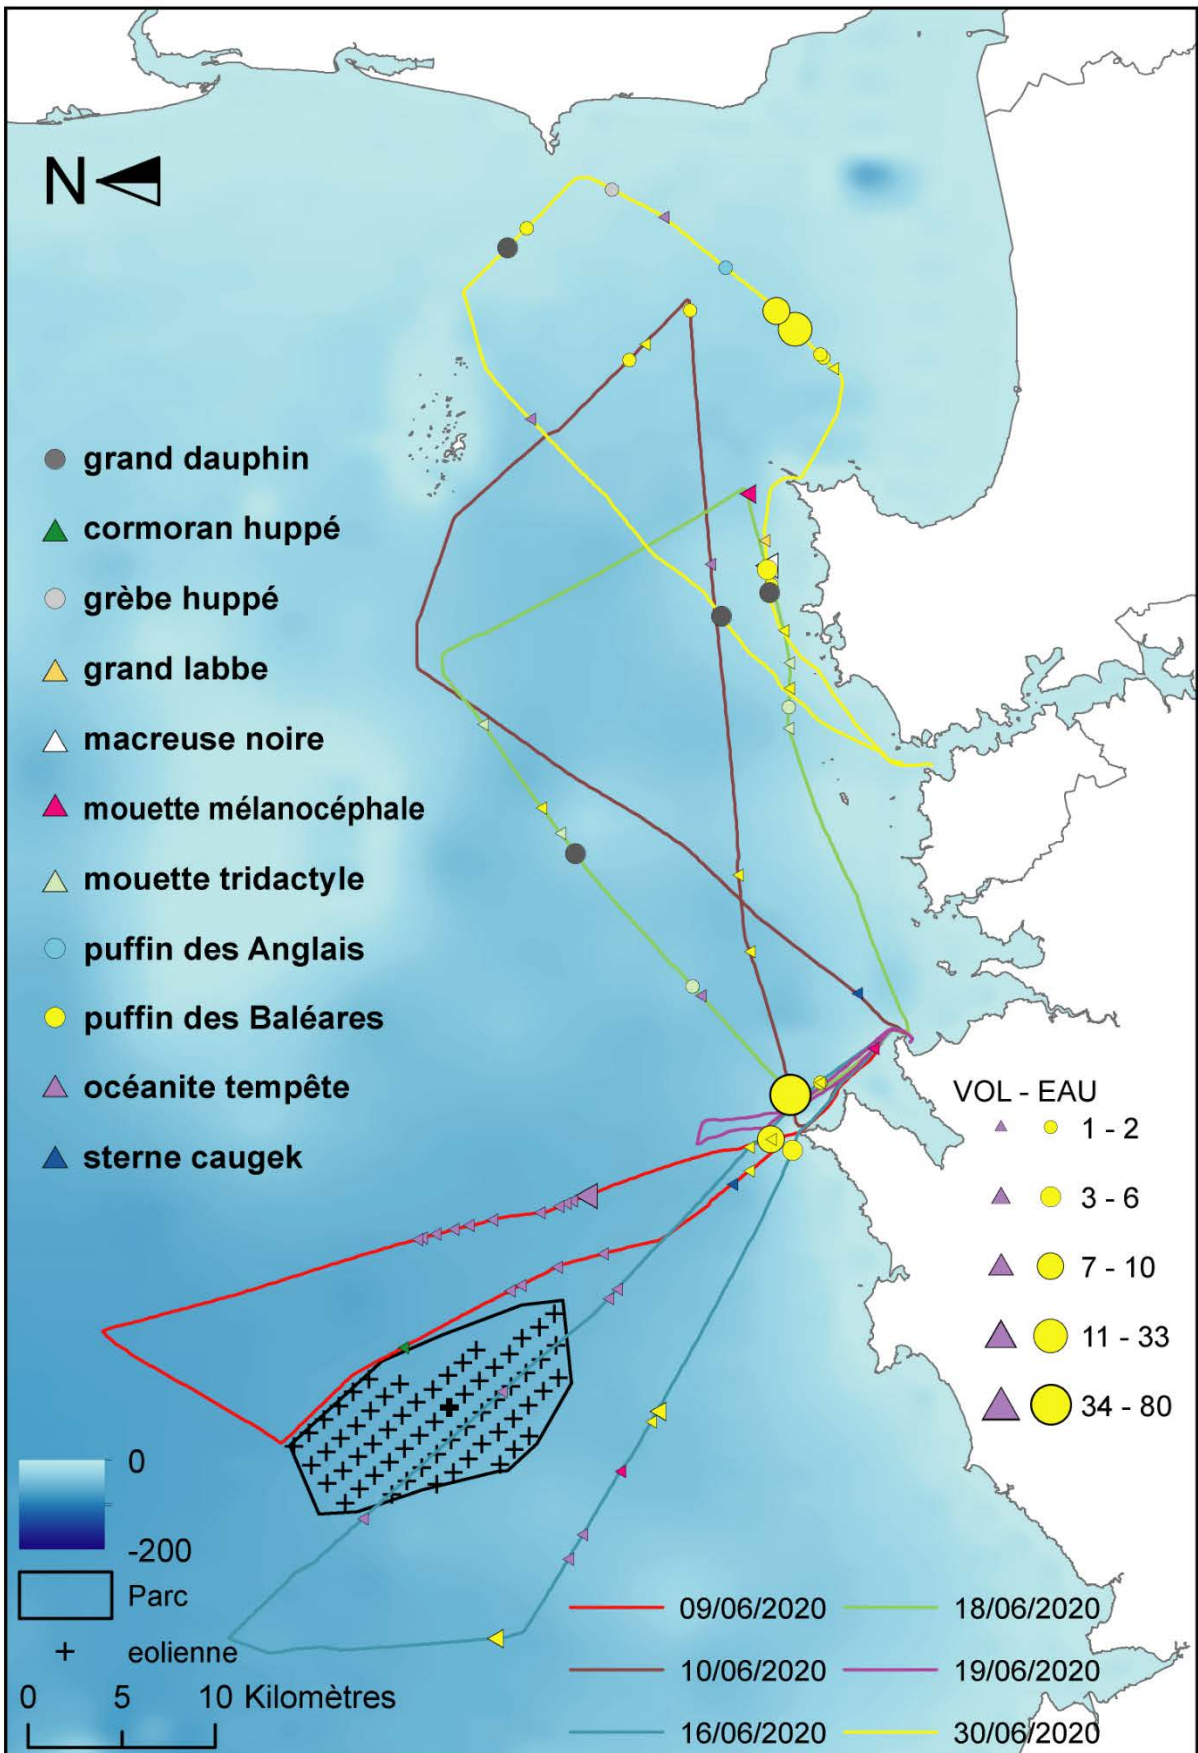 N
grand dauphin
cormoran huppé
grèbe huppé
grand labbe
macreuse noire
mouette mélanocéphale
mouette tridactyle
puffin des Anglais
puffin des Baléares
océanite tempête
sterne caugek
VOL - EAU
1 - 2
3 - 6
7 - 10
11 - 33
34 - 80
0
-200
Parc
eolienne
0 5 10 Kilomètres
09/06/2020
10/06/2020
16/06/2020
18/06/2020
19/06/2020
30/06/2020